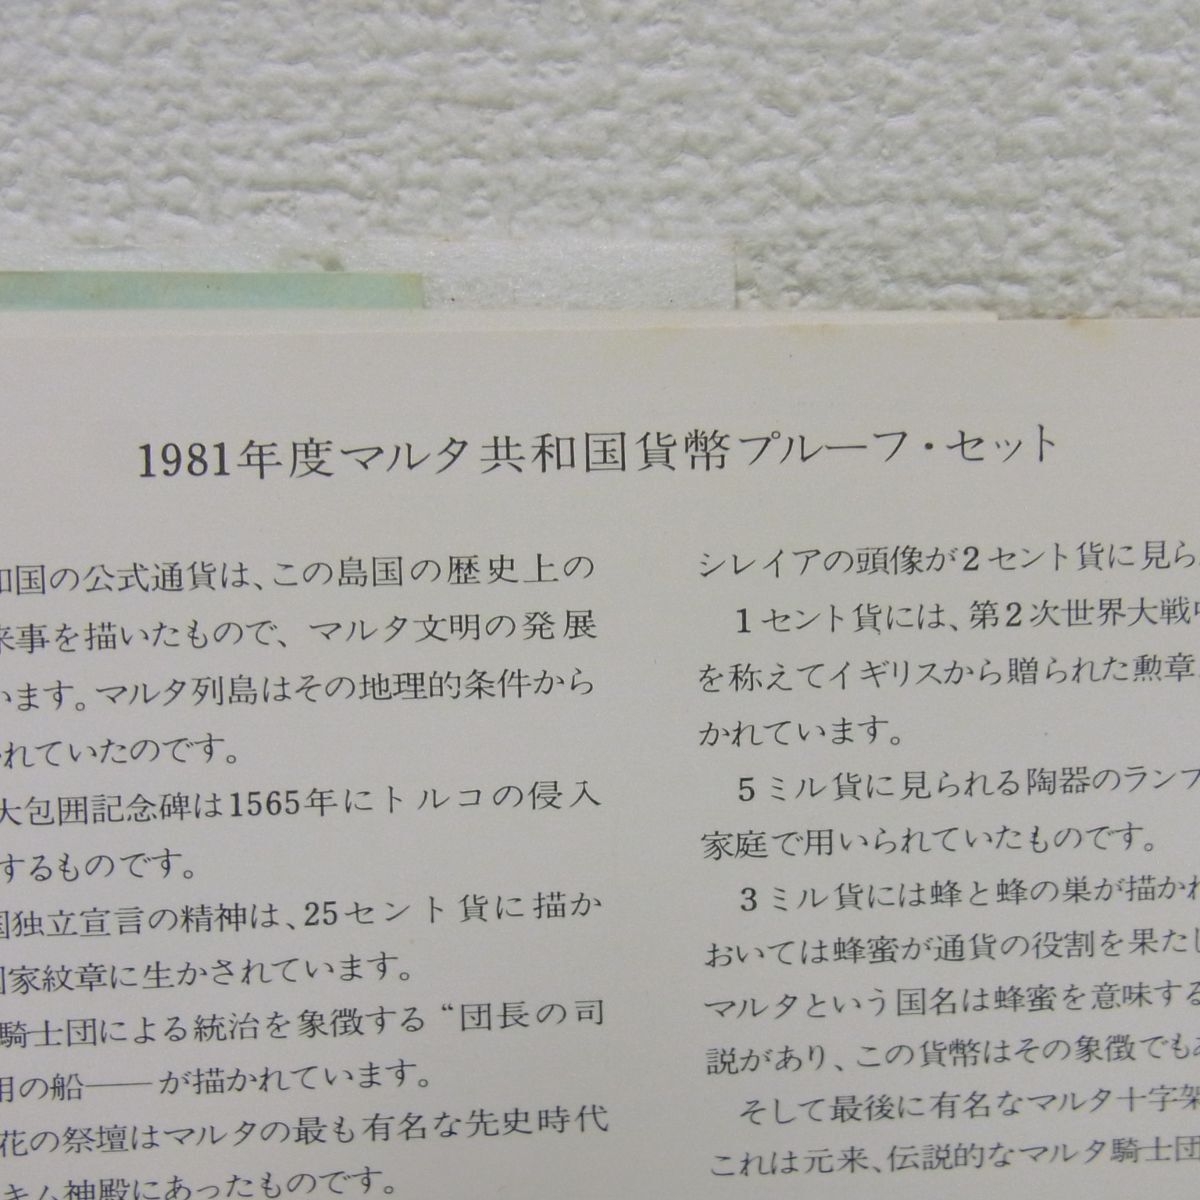 1981年度マルタ共和国貨幣プルーフ・セット
和国の公式通貨は、この島国の歴史上の
来事を描いたもので、マルタ文明の発展
います。マルタ列島はその地理的条件から
れていたのです。
大包囲記念碑は1565年にトルコの侵入
するものです。
国独立宣言の精神は、25セント貨に描か
国家紋章に生かされています。
騎士団による統治を象徴する“団長の司
用の船――が描かれています。
花の祭壇はマルタの最も有名な先史時代
キム神殿にあったものです。
シレイアの頭像が2セント貨に見ら
1セント貨には、第2次世界大戦中
を称えてイギリスから贈られた勲章
かれています。
5ミル貨に見られる陶器のランプ
家庭で用いられていたものです。
3ミル貨には蜂と蜂の巣が描かれ
おいては蜂蜜が通貨の役割を果たし
マルタという国名は蜂蜜を意味する
説があり、この貨幣はその象徴でもあ
そして最後に有名なマルタ十字架
これは元来、伝説的なマルタ騎士団